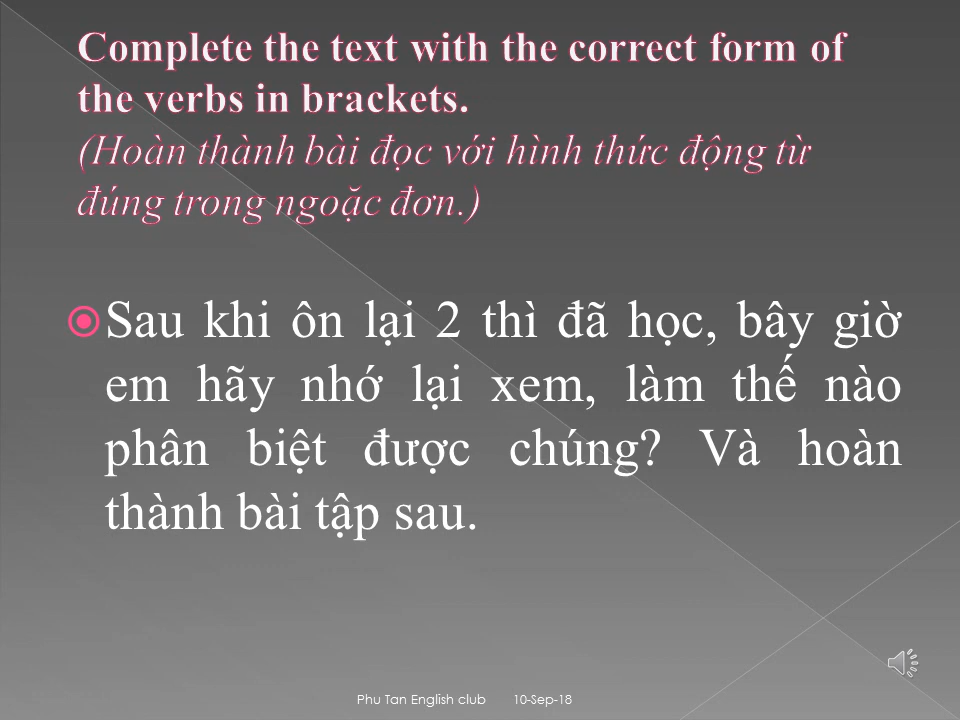 Complete the text with the correct form of
the verbs in brackets.
(Hoàn thành bài đọc với hình thức động từ
đúng trong ngoặc đơn.)
Sau khi ôn lại 2 thì đã học, bây giờ
em hãy nhớ lại xem, làm thế nào
phân biệt được chúng? Và hoàn
thành bài tập sau.
Phu Tan English club 10-Sep-18